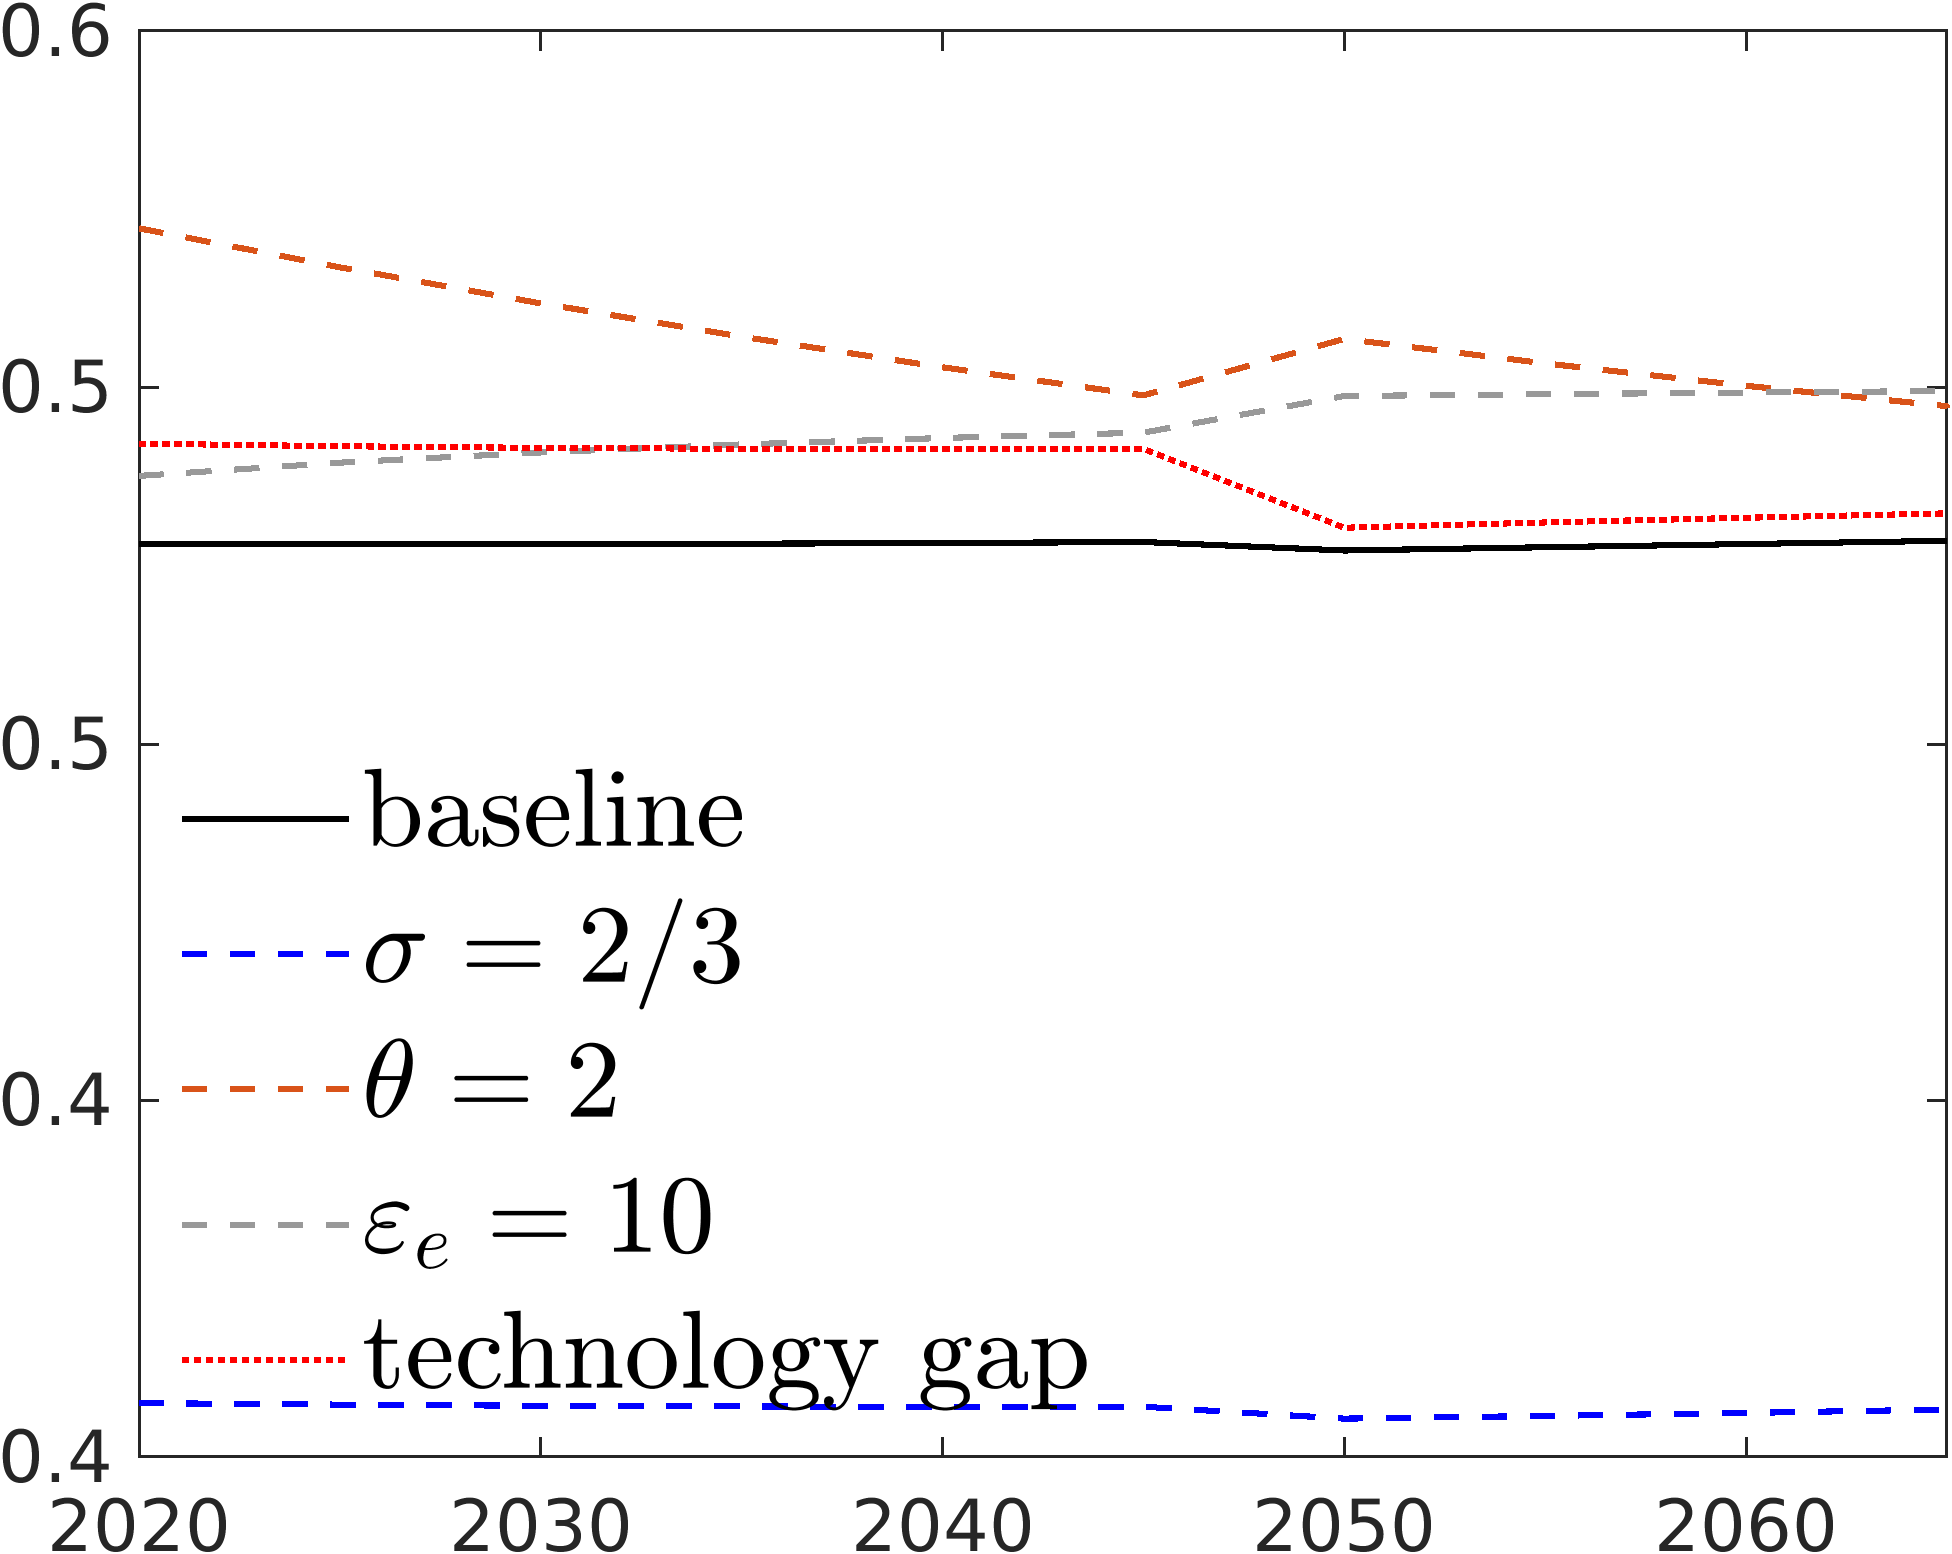 0.6
0.5
0.5
0.4
0.4
baseline
σ = 2/3
θ = 2
εₑ = 10
technology gap
2020 2030 2040 2050 2060